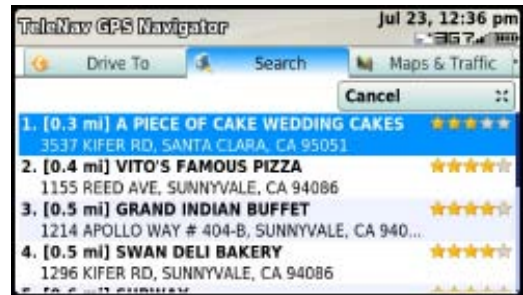 TeleNav GPS Navigator
Jul 23, 12:36 pm
3G
Drive To
Search
Maps & Traffic
Cancel
1. [0.3 mi] A PIECE OF CAKE WEDDING CAKES
3537 KIFER RD, SANTA CLARA, CA 95051
2. [0.4 mi] VITO'S FAMOUS PIZZA
1155 REED AVE, SUNNYVALE, CA 94086
3. [0.5 mi] GRAND INDIAN BUFFET
1214 APOLLO WAY # 404-B, SUNNYVALE, CA 940...
4. [0.5 mi] SWAN DELI BAKERY
1296 KIFER RD, SUNNYVALE, CA 94086